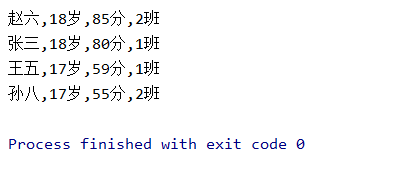 赵六,18岁,85分,2班
张三,18岁,80分,1班
王五,17岁,59分,1班
孙八,17岁,55分,2班
Process finished with exit code 0